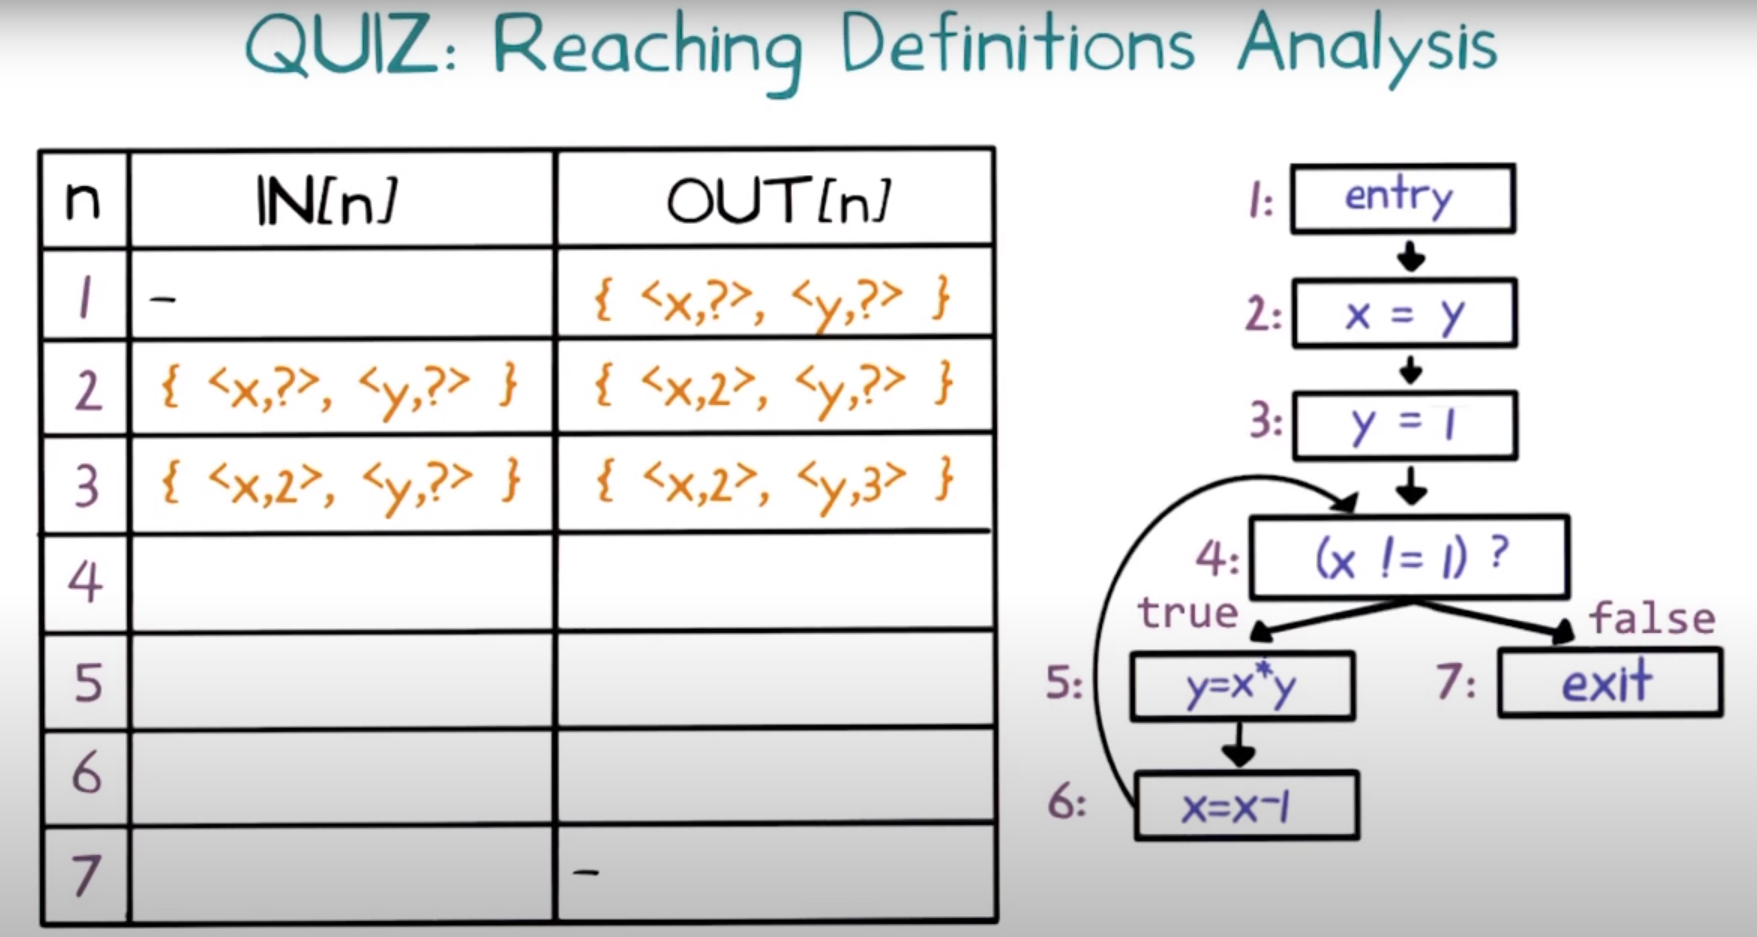 QUIZ: Reaching Definitions Analysis
n IN[n] OUT[n]
1 - { <x,?>, <y,?> }
2 { <x,?>, <y,?> } { <x,2>, <y,?> }
3 { <x,2>, <y,?> } { <x,2>, <y,3> }
4
5
6
7 -
1: entry
2: x = y
3: y = 1
4: (x != 1) ?
true false
5: y=x*y 7: exit
6: x=x-1